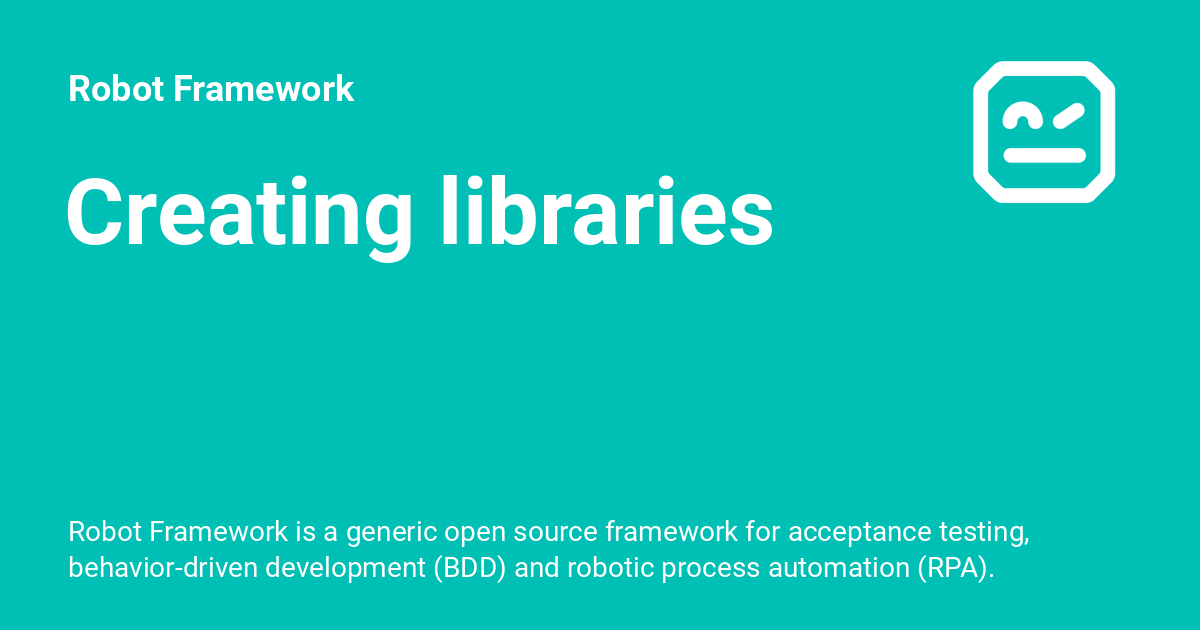 Robot Framework
Creating libraries
Robot Framework is a generic open source framework for acceptance testing,
behavior-driven development (BDD) and robotic process automation (RPA).